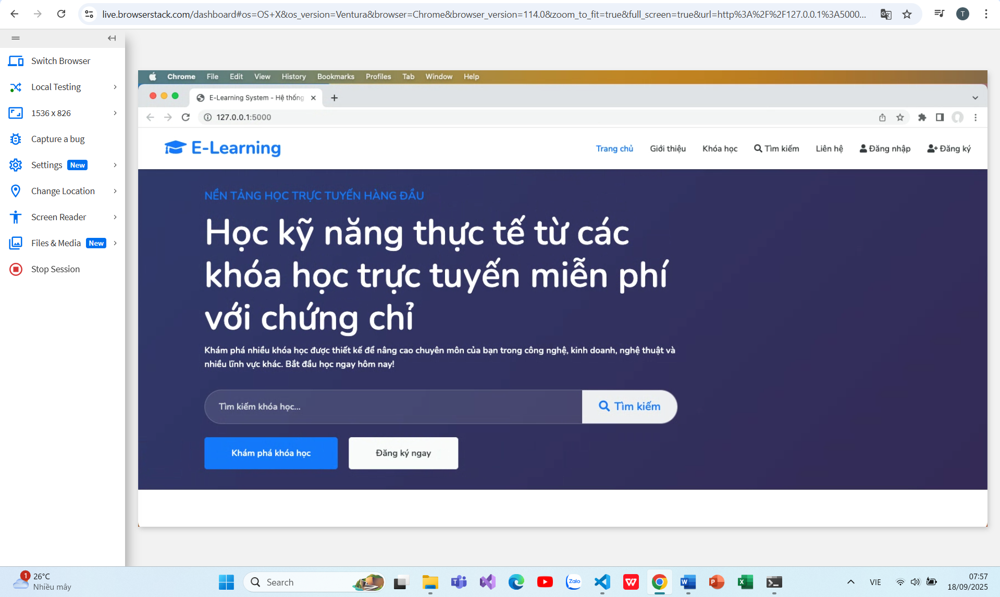 live.browserstack.com/dashboard#os=OS+X&os_version=Ventura&browser=Chrome&browser_version=114.0&zoom_to_fit=true&full_screen=true&url=http%3A%2F%2F127.0.0.1%3A5000...
T
Switch Browser
Local Testing
1536 x 826
Capture a bug
Settings New
Change Location
Screen Reader
Files & Media New
Stop Session
Chrome File Edit View History Bookmarks Profiles Tab Window Help
E-Learning System - Hệ thống
127.0.0.1:5000
E-Learning
Trang chủ Giới thiệu Khóa học Tìm kiếm Liên hệ Đăng nhập Đăng ký
NỀN TẢNG HỌC TRỰC TUYẾN HÀNG ĐẦU
Học kỹ năng thực tế từ các
khóa học trực tuyến miễn phí
với chứng chỉ
Khám phá nhiều khóa học được thiết kế để nâng cao chuyên môn của bạn trong công nghệ, kinh doanh, nghệ thuật và
nhiều lĩnh vực khác. Bắt đầu học ngay hôm nay!
Tìm kiếm khóa học... Tìm kiếm
Khám phá khóa học Đăng ký ngay
1
26°C
Nhiều mây
Search
Zalo
VIE
07:57
18/09/2025